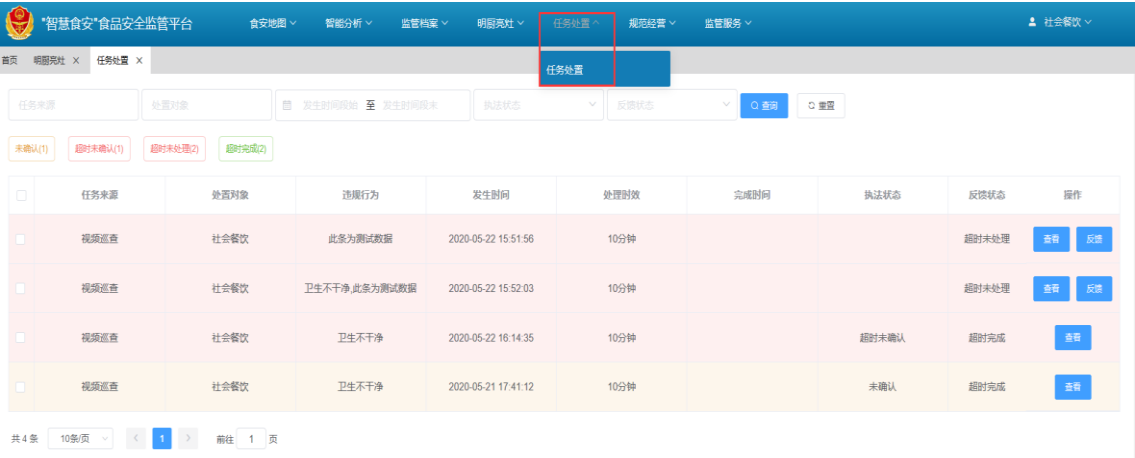 "智慧食安"食品安全监管平台 食安地图 智能分析 监管档案 明厨亮灶 任务处置 规范经营 监管服务 社会餐饮
首页 明厨亮灶 X 任务处置 X
任务处置
任务来源 处置对象 发生时间段始 至 发生时间段末 执法状态 反馈状态 查询 重置
未确认(1) 超时未确认(1) 超时未处理(2) 超时完成(2)
任务来源 处置对象 违规行为 发生时间 处理时效 完成时间 执法状态 反馈状态 操作
视频巡查 社会餐饮 此条为测试数据 2020-05-22 15:51:56 10分钟 超时未处理 查看 反馈
视频巡查 社会餐饮 卫生不干净,此条为测试数据 2020-05-22 15:52:03 10分钟 超时未处理 查看 反馈
视频巡查 社会餐饮 卫生不干净 2020-05-22 16:14:35 10分钟 超时未确认 超时完成 查看
视频巡查 社会餐饮 卫生不干净 2020-05-21 17:41:12 10分钟 未确认 超时完成 查看
共 4 条 10条/页 < 1 > 前往 1 页